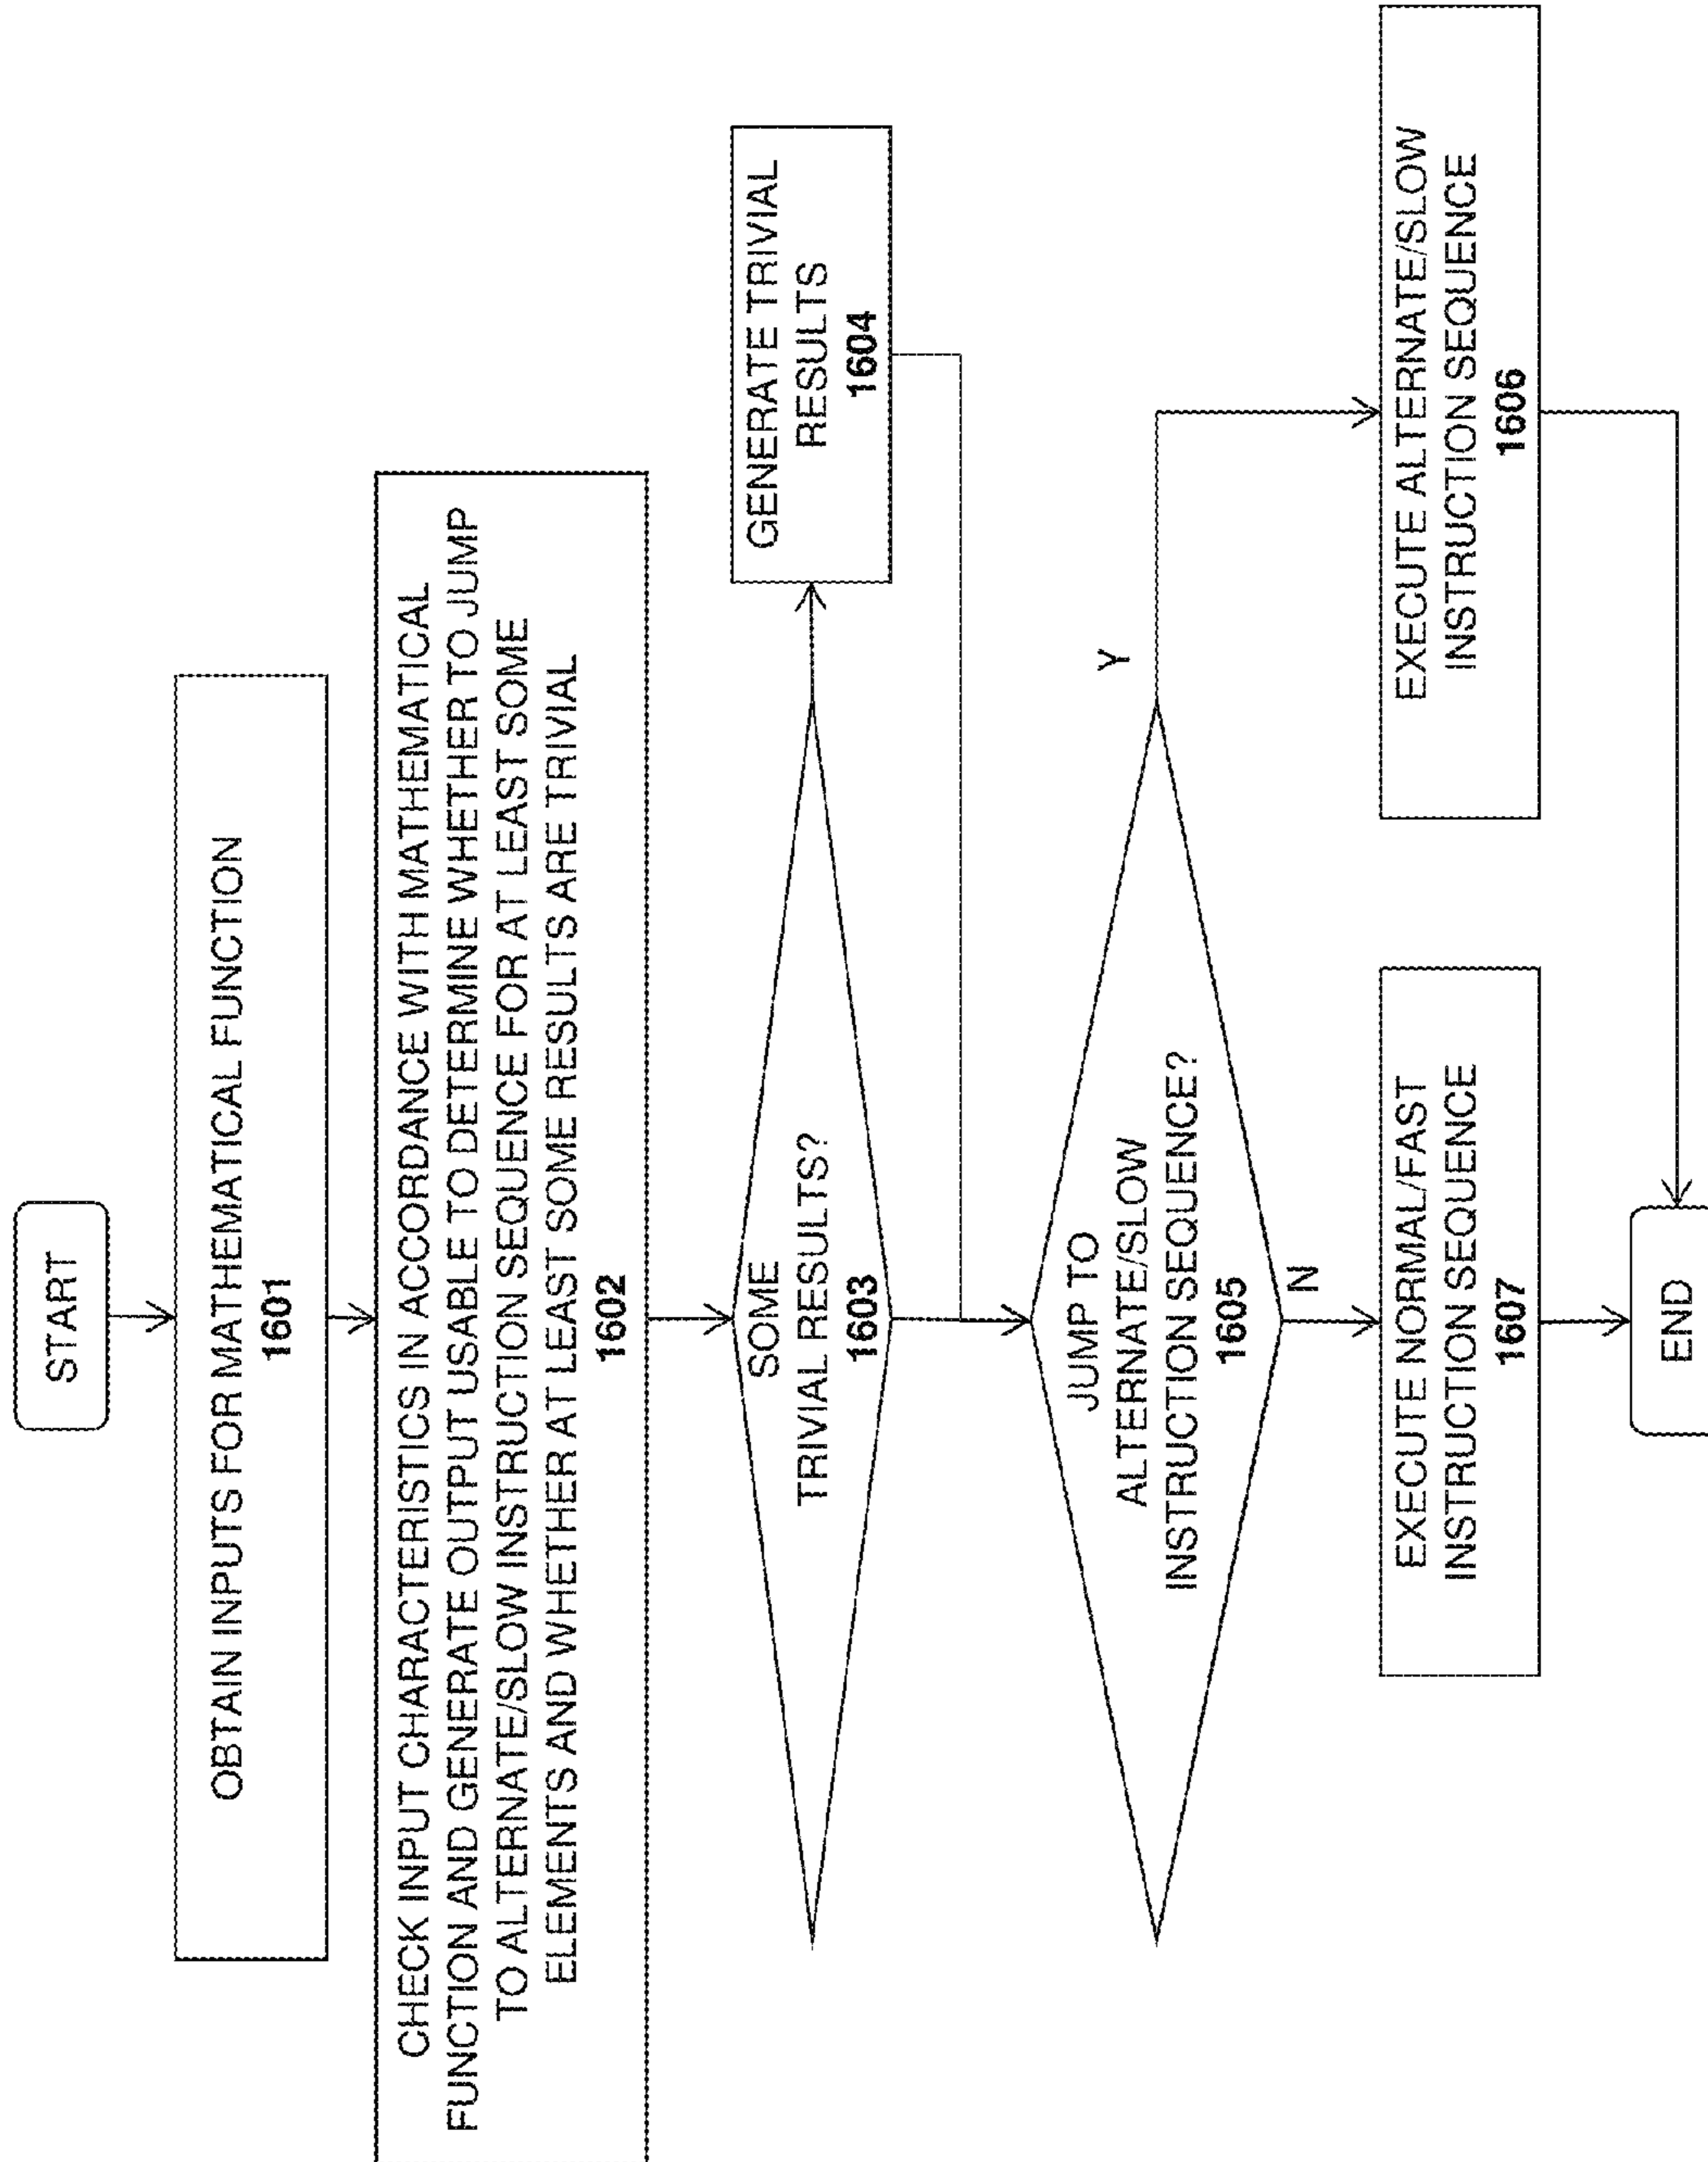 START
OBTAIN INPUTS FOR MATHEMATICAL FUNCTION
1601
CHECK INPUT CHARACTERISTICS IN ACCORDANCE WITH MATHEMATICAL
FUNCTION AND GENERATE OUTPUT USABLE TO DETERMINE WHETHER TO JUMP
TO ALTERNATE/SLOW INSTRUCTION SEQUENCE FOR AT LEAST SOME
ELEMENTS AND WHETHER AT LEAST SOME RESULTS ARE TRIVIAL
1602
SOME
TRIVIAL RESULTS?
1603
GENERATE TRIVIAL
RESULTS
1604
JUMP TO
ALTERNATE/SLOW
INSTRUCTION SEQUENCE?
1605
Y
N
EXECUTE NORMAL/FAST
INSTRUCTION SEQUENCE
1607
EXECUTE ALTERNATE/SLOW
INSTRUCTION SEQUENCE
1606
END